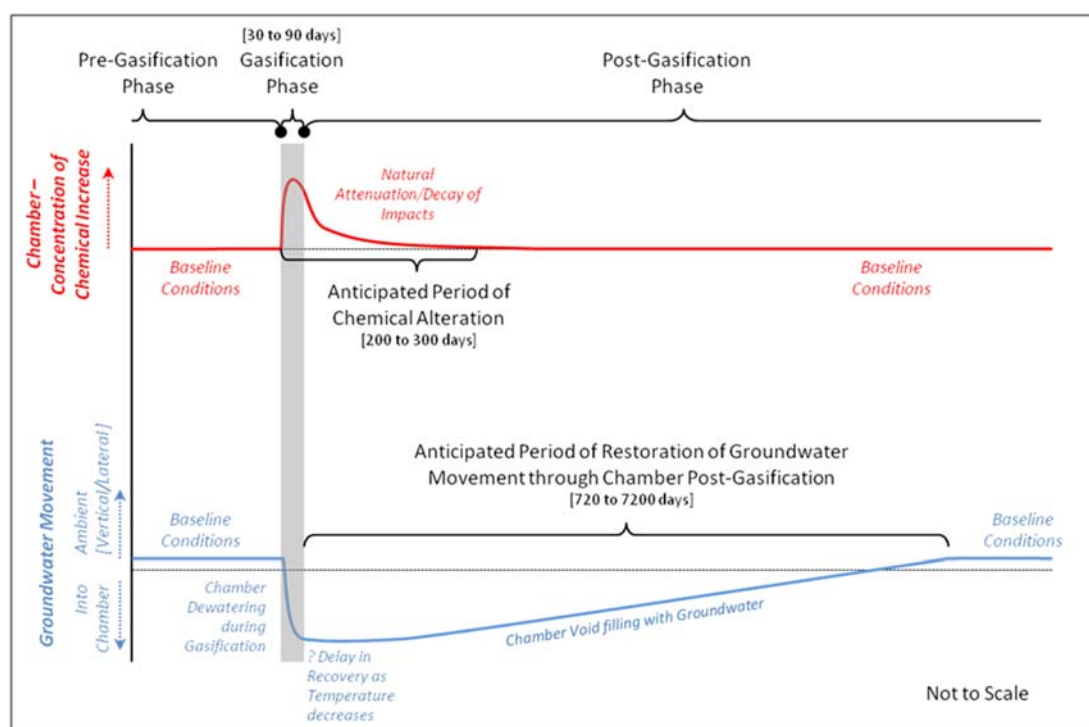 [30 to 90 days]
Pre-Gasification
Phase
Gasification
Phase
Post-Gasification
Phase
Chamber –
Concentration of
Chemical Increase
Natural
Attenuation/Decay of
Impacts
Baseline
Conditions
Baseline
Conditions
Anticipated Period of
Chemical Alteration
[200 to 300 days]
Groundwater Movement
Ambient
[Vertical/Lateral]
Into
Chamber
Anticipated Period of Restoration of Groundwater
Movement through Chamber Post-Gasification
[720 to 7200 days]
Baseline
Conditions
Baseline
Conditions
Chamber
Dewatering
during
Gasification
Chamber Void filling with Groundwater
? Delay in
Recovery as
Temperature
decreases
Not to Scale